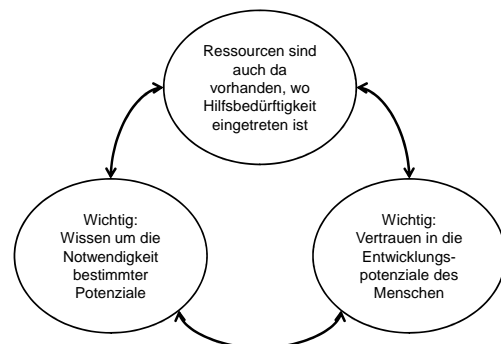 Ressourcen sind
auch da
vorhanden, wo
Hilfsbedürftigkeit
eingetreten ist
Wichtig:
Wissen um die
Notwendigkeit
bestimmter
Potenziale
Wichtig:
Vertrauen in die
Entwicklungs-
potenziale des
Menschen